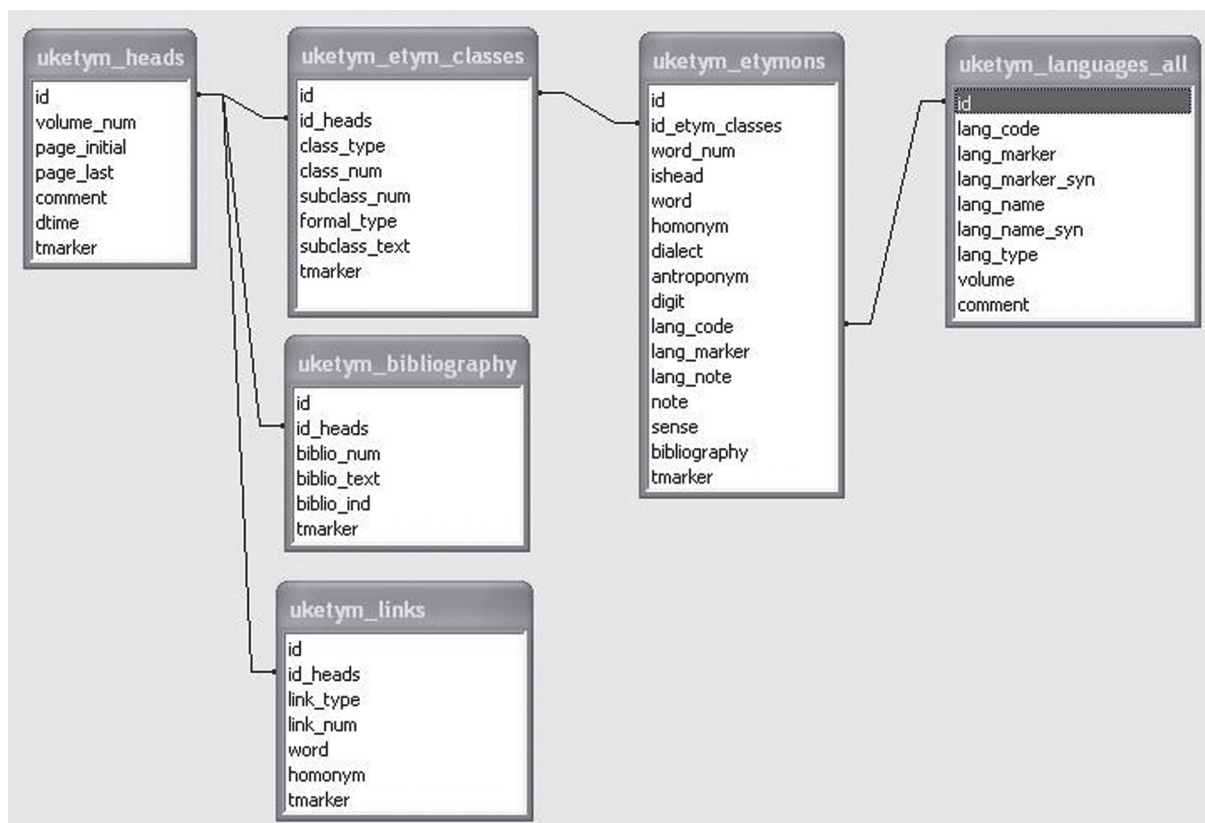 uketym_heads
id
volume_num
page_initial
page_last
comment
dtime
tmarker
uketym_etym_classes
id
id_heads
class_type
class_num
subclass_num
formal_type
subclass_text
tmarker
uketym_bibliography
id
id_heads
biblio_num
biblio_text
biblio_ind
tmarker
uketym_links
id
id_heads
link_type
link_num
word
homonym
tmarker
uketym_etymons
id
id_etym_classes
word_num
ishead
word
homonym
dialect
antroponym
digit
lang_code
lang_marker
lang_note
note
sense
bibliography
tmarker
uketym_languages_all
id
lang_code
lang_marker
lang_marker_syn
lang_name
lang_name_syn
lang_type
volume
comment